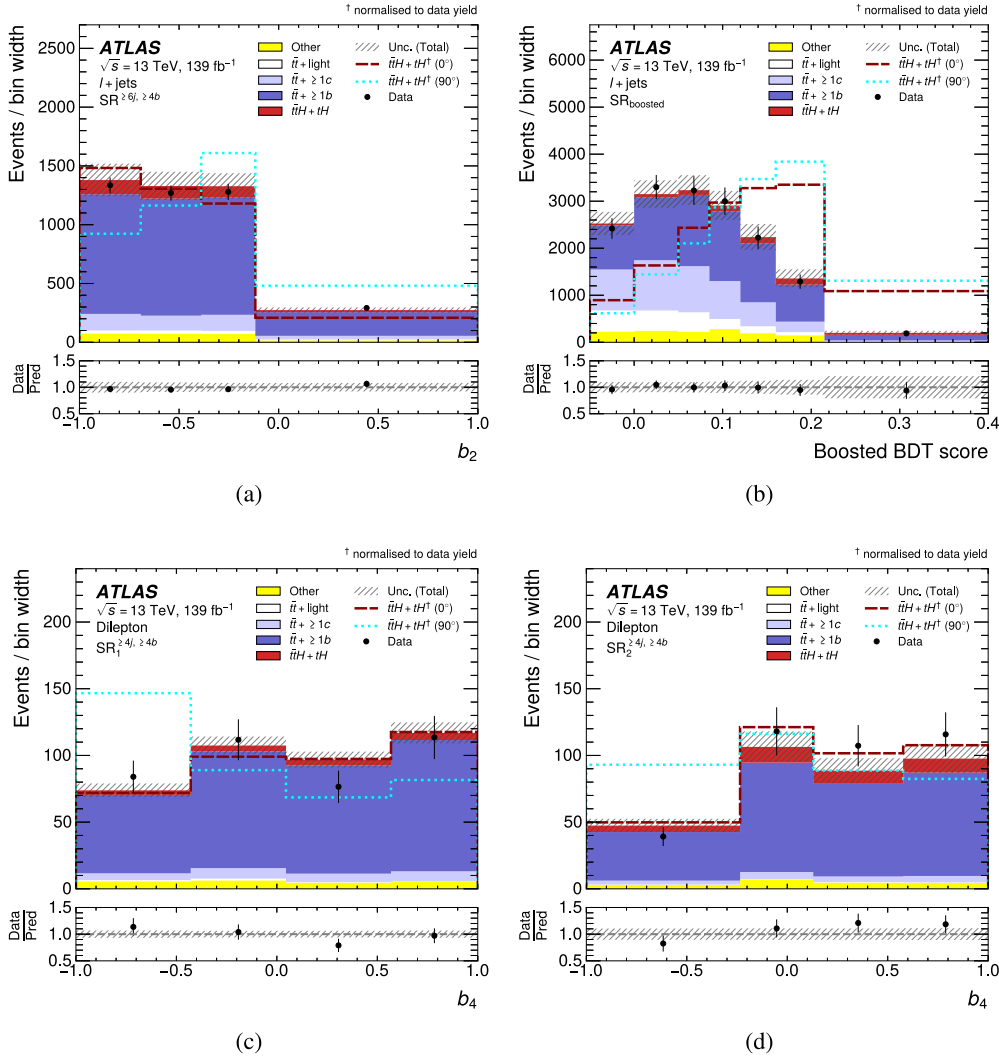 † normalised to data yield
ATLAS
√s = 13 TeV, 139 fb⁻¹
l + jets
SR≥6j, ≥4b
Other
tt̄ + light
tt̄ + ≥1c
tt̄ + ≥1b
tt̄H + tH
Unc. (Total)
tt̄H + tH† (0°)
tt̄H + tH† (90°)
Data
Events / bin width
2500
2000
1500
1000
500
0
Data
Pred
1.5
1.0
0.5
−1.0 −0.5 0.0 0.5 1.0
b₂
(a)
† normalised to data yield
ATLAS
√s = 13 TeV, 139 fb⁻¹
l + jets
SRboosted
Other
tt̄ + light
tt̄ + ≥1c
tt̄ + ≥1b
tt̄H + tH
Unc. (Total)
tt̄H + tH† (0°)
tt̄H + tH† (90°)
Data
Events / bin width
6000
5000
4000
3000
2000
1000
0
Data
Pred
1.5
1.0
0.5
0.0 0.1 0.2 0.3 0.4
Boosted BDT score
(b)
† normalised to data yield
ATLAS
√s = 13 TeV, 139 fb⁻¹
Dilepton
SR₁≥4j, ≥4b
Other
tt̄ + light
tt̄ + ≥1c
tt̄ + ≥1b
tt̄H + tH
Unc. (Total)
tt̄H + tH† (0°)
tt̄H + tH† (90°)
Data
Events / bin width
200
150
100
50
0
Data
Pred
1.5
1.0
0.5
−1.0 −0.5 0.0 0.5 1.0
b₄
(c)
† normalised to data yield
ATLAS
√s = 13 TeV, 139 fb⁻¹
Dilepton
SR₂≥4j, ≥4b
Other
tt̄ + light
tt̄ + ≥1c
tt̄ + ≥1b
tt̄H + tH
Unc. (Total)
tt̄H + tH† (0°)
tt̄H + tH† (90°)
Data
Events / bin width
200
150
100
50
0
Data
Pred
1.5
1.0
0.5
−1.0 −0.5 0.0 0.5 1.0
b₄
(d)